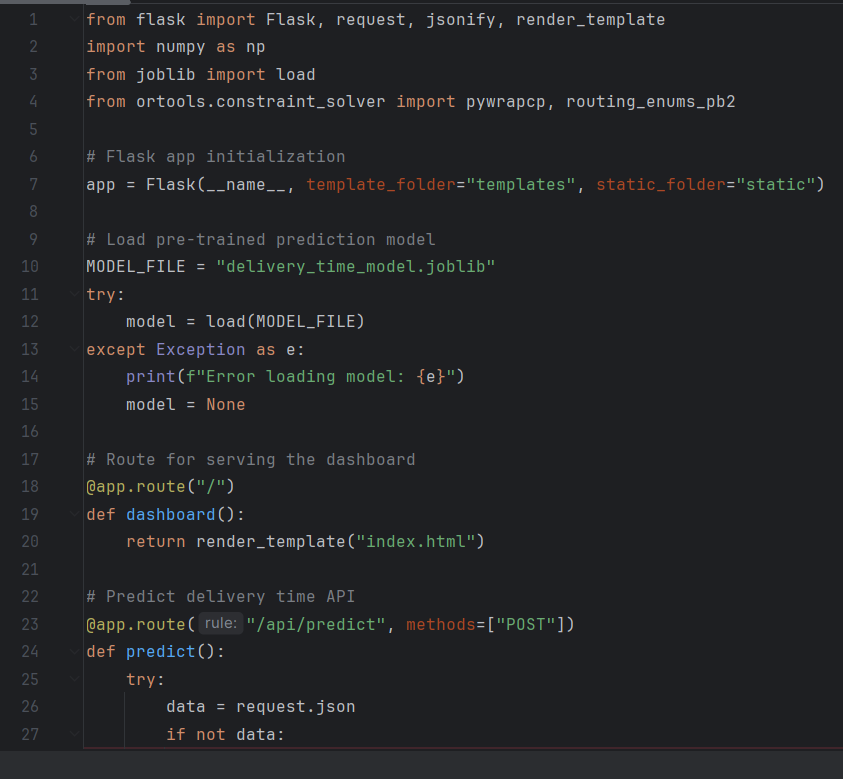 1 from flask import Flask, request, jsonify, render_template
2 import numpy as np
3 from joblib import load
4 from ortools.constraint_solver import pywrapcp, routing_enums_pb2
5
6 # Flask app initialization
7 app = Flask(__name__, template_folder="templates", static_folder="static")
8
9 # Load pre-trained prediction model
10 MODEL_FILE = "delivery_time_model.joblib"
11 try:
12     model = load(MODEL_FILE)
13 except Exception as e:
14     print(f"Error loading model: {e}")
15     model = None
16
17 # Route for serving the dashboard
18 @app.route("/")
19 def dashboard():
20     return render_template("index.html")
21
22 # Predict delivery time API
23 @app.route( rule: "/api/predict", methods=["POST"])
24 def predict():
25     try:
26         data = request.json
27         if not data: